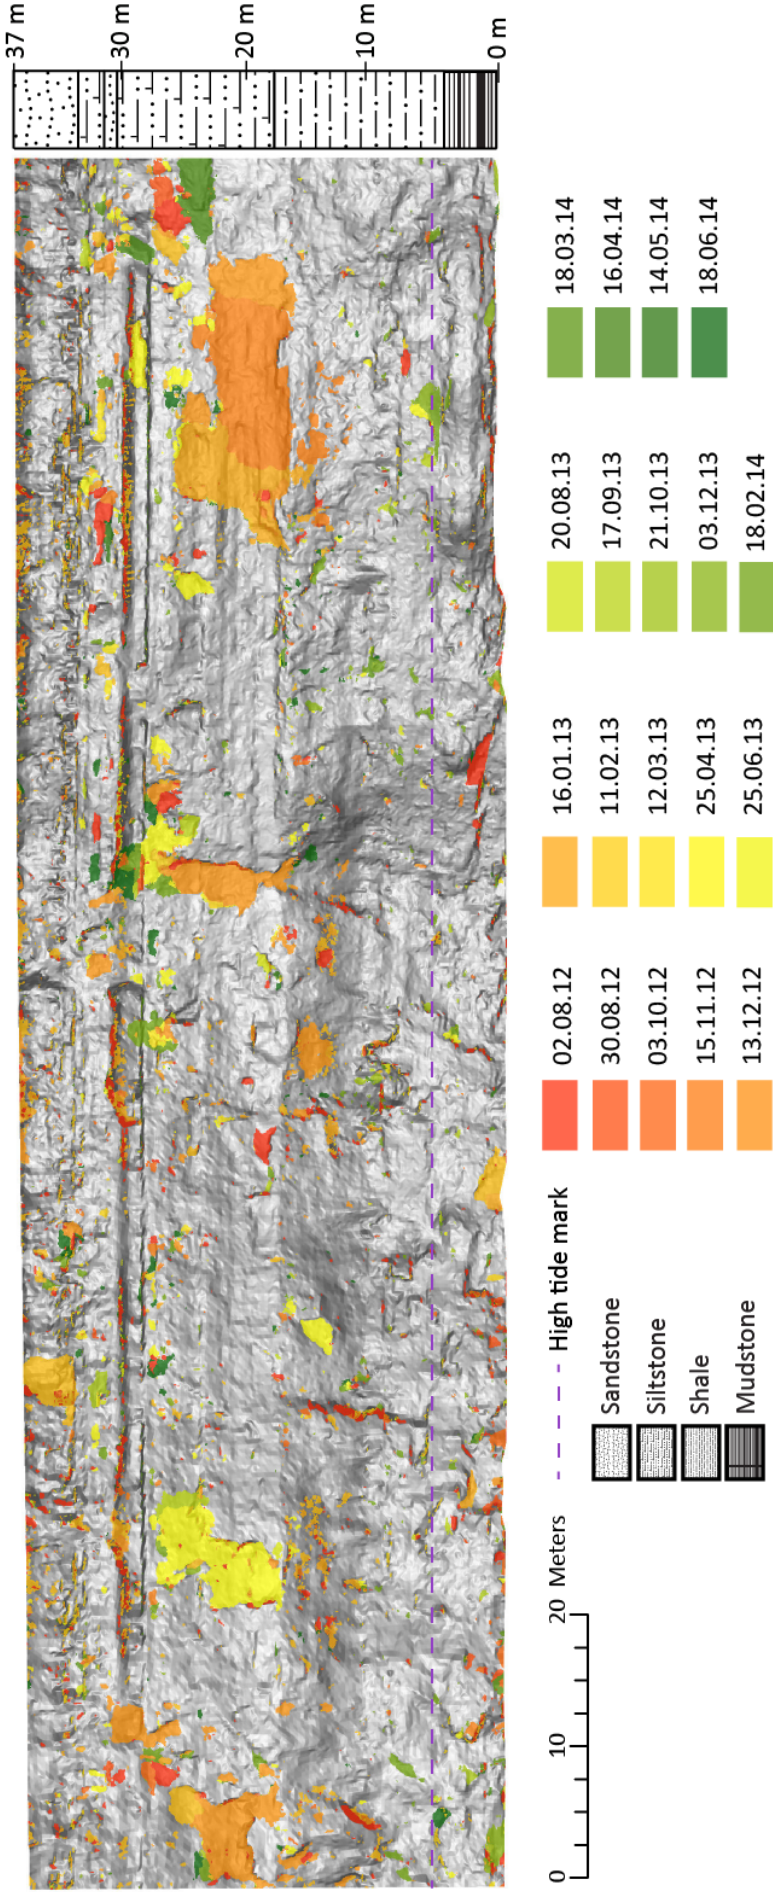 37 m
30 m
20 m
10 m
0 m
0
10
20 Meters
High tide mark
Sandstone
Siltstone
Shale
Mudstone
02.08.12
30.08.12
03.10.12
15.11.12
13.12.12
16.01.13
11.02.13
12.03.13
25.04.13
25.06.13
20.08.13
17.09.13
21.10.13
03.12.13
18.02.14
18.03.14
16.04.14
14.05.14
18.06.14